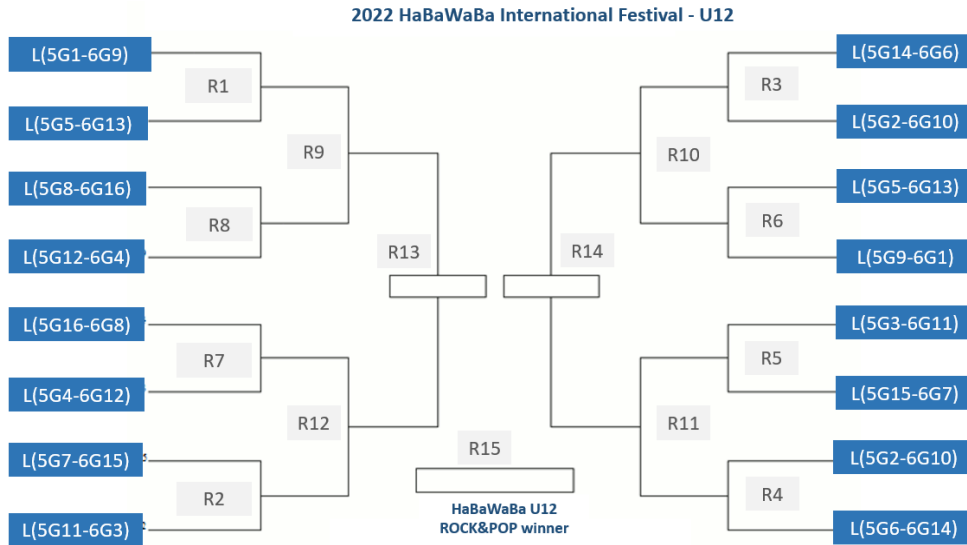 2022 HaBaWaBa International Festival - U12
L(5G1-6G9)
R1
L(5G5-6G13)
R9
L(5G8-6G16)
R8
L(5G12-6G4)
R13
L(5G16-6G8)
R7
L(5G4-6G12)
R12
L(5G7-6G15)
R2
L(5G11-6G3)
L(5G14-6G6)
R3
L(5G2-6G10)
R10
L(5G5-6G13)
R6
L(5G9-6G1)
R14
L(5G3-6G11)
R5
L(5G15-6G7)
R11
L(5G2-6G10)
R4
L(5G6-6G14)
R15
HaBaWaBa U12
ROCK&POP winner